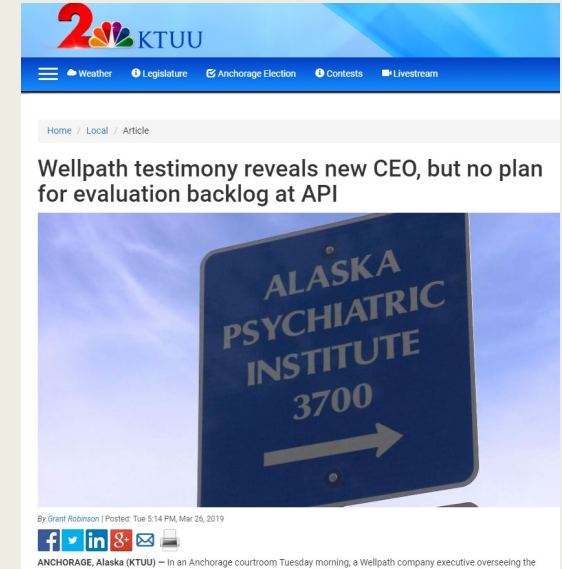 2 KTUU
Weather Legislature Anchorage Election Contests Livestream
Home / Local / Article
Wellpath testimony reveals new CEO, but no plan
for evaluation backlog at API
ALASKA
PSYCHIATRIC
INSTITUTE
3700
By Grant Robinson | Posted: Tue 5:14 PM, Mar 26, 2019
f in 8+
ANCHORAGE, Alaska (KTUU) — In an Anchorage courtroom Tuesday morning, a Wellpath company executive overseeing the